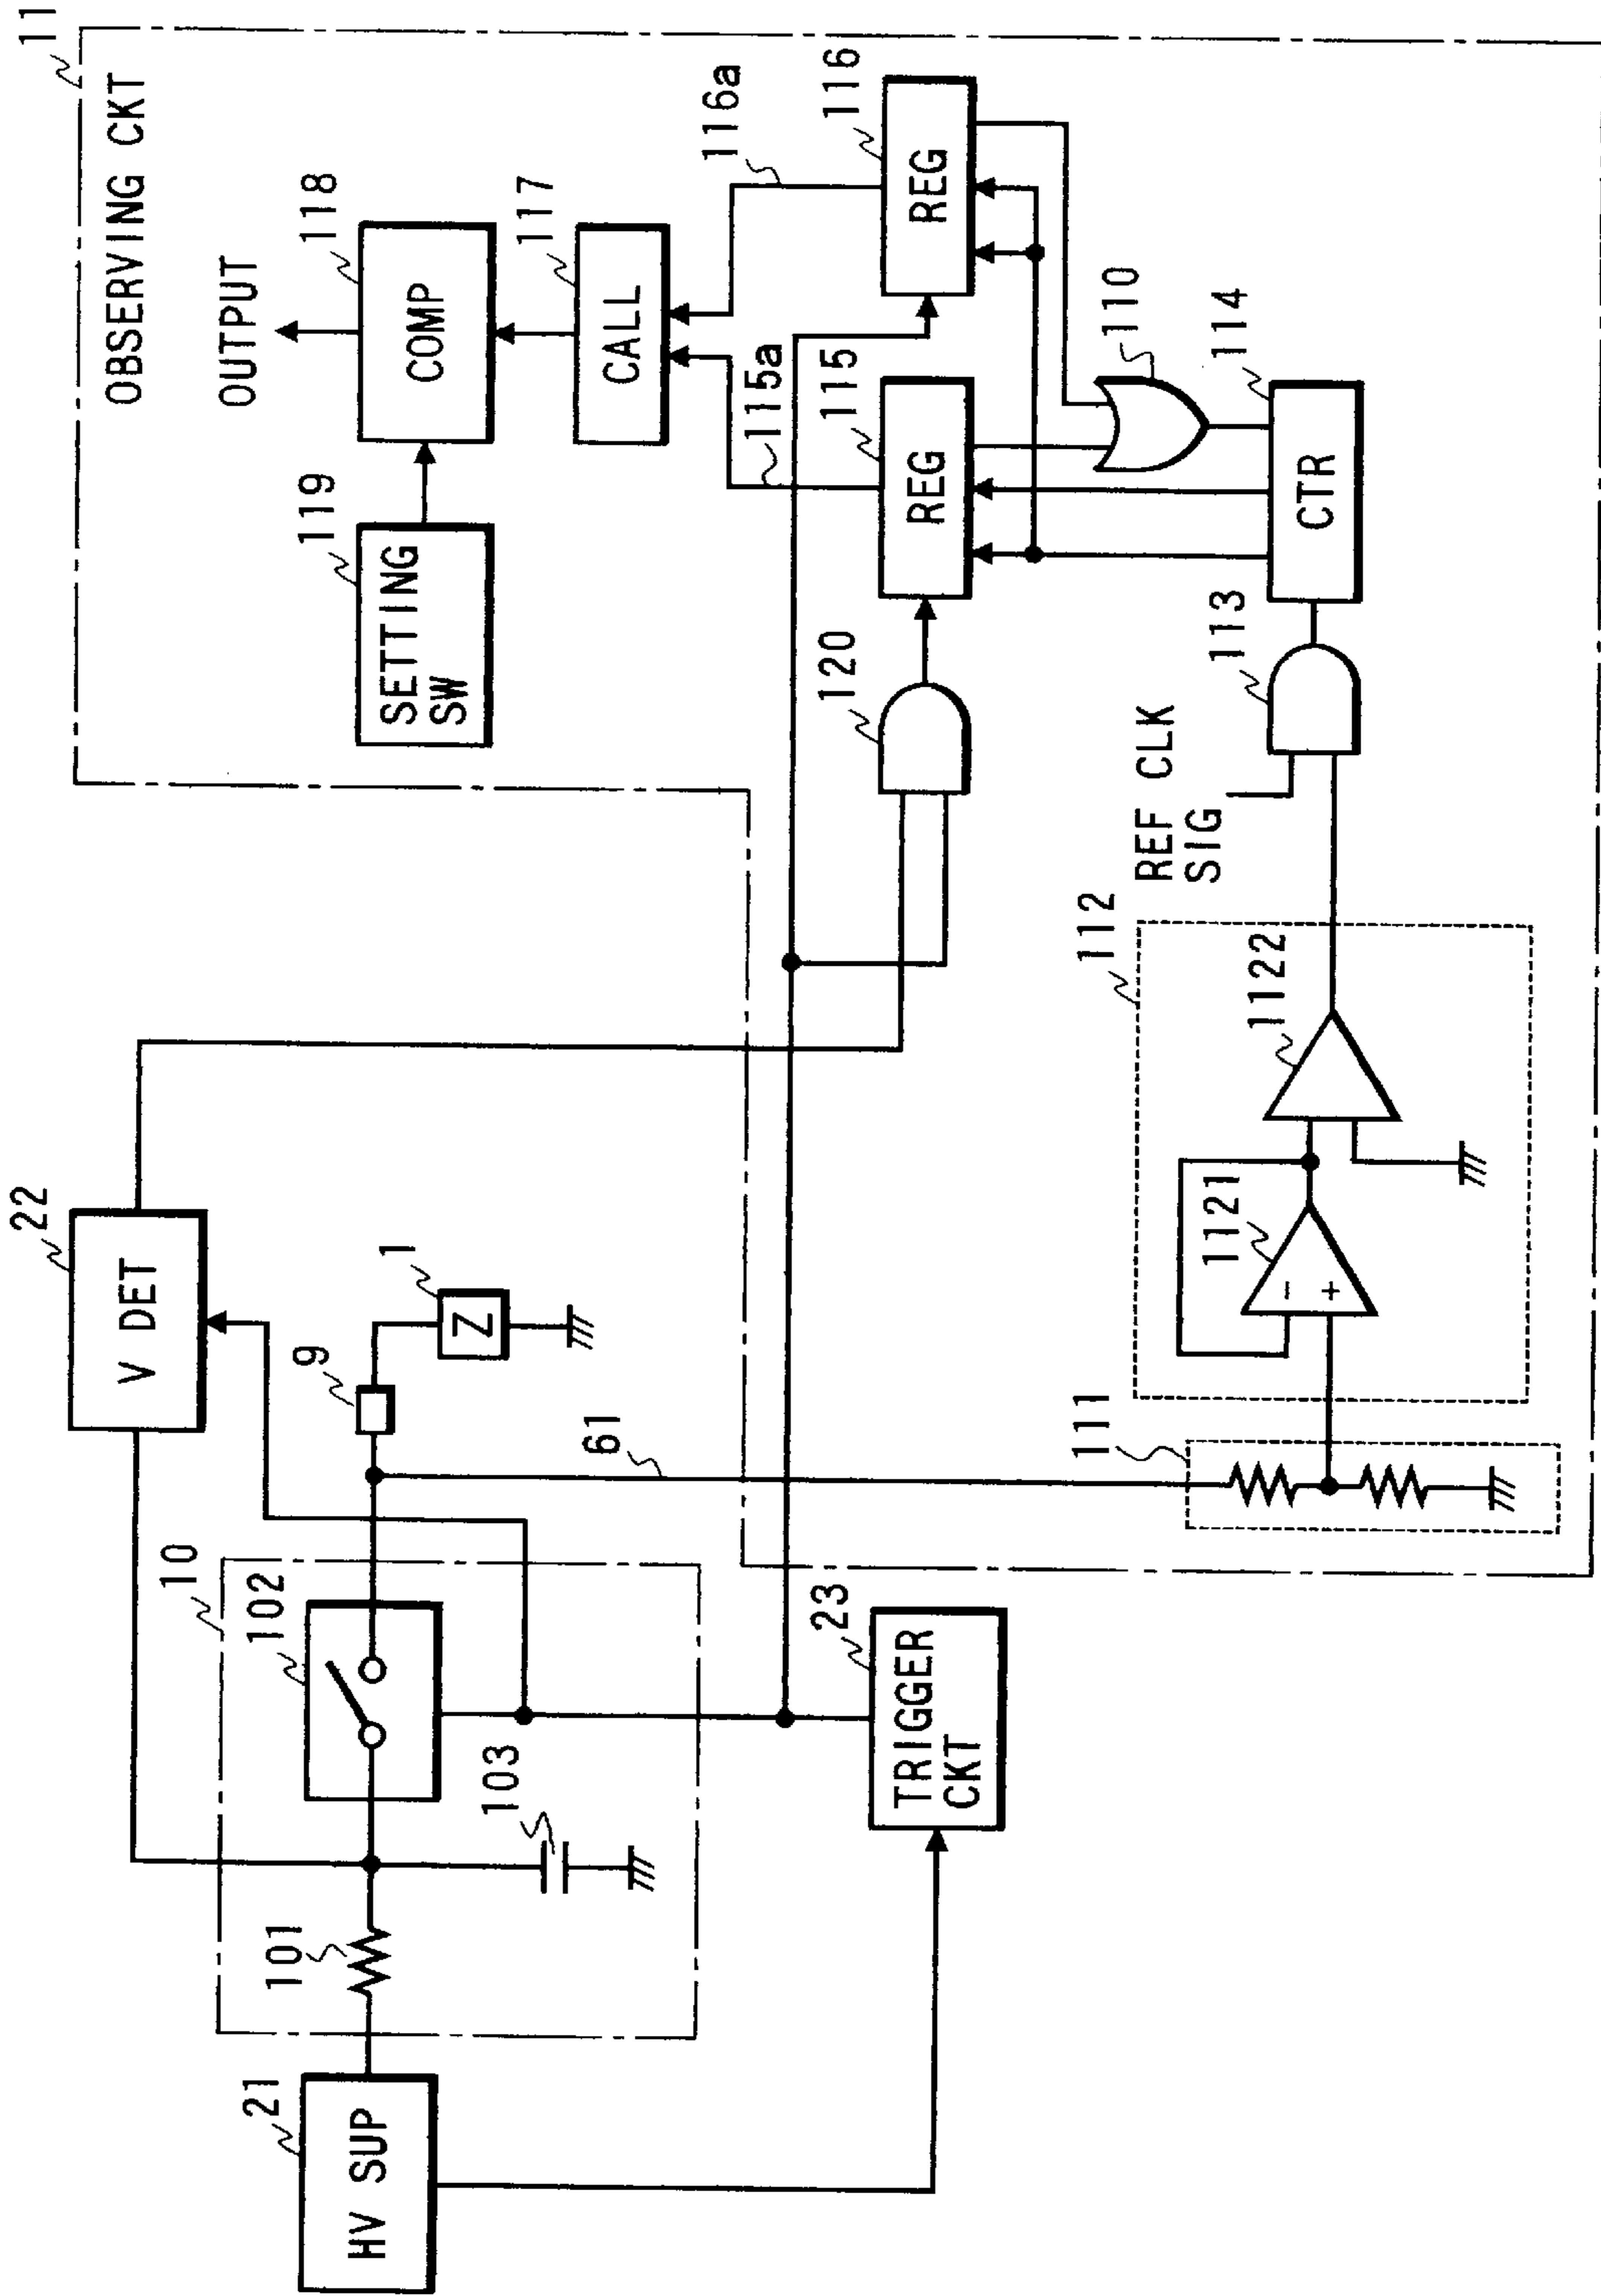 11
OBSERVING CKT
OUTPUT
118
COMP
119
SETTING
SW
117
CALL
116a
115a
116
REG
115
REG
110
114
CTR
120
113
REF CLK
SIG
112
1122
1121
-
+
111
22
V DET
1
Z
9
61
10
102
103
101
23
TRIGGER
CKT
21
HV SUP